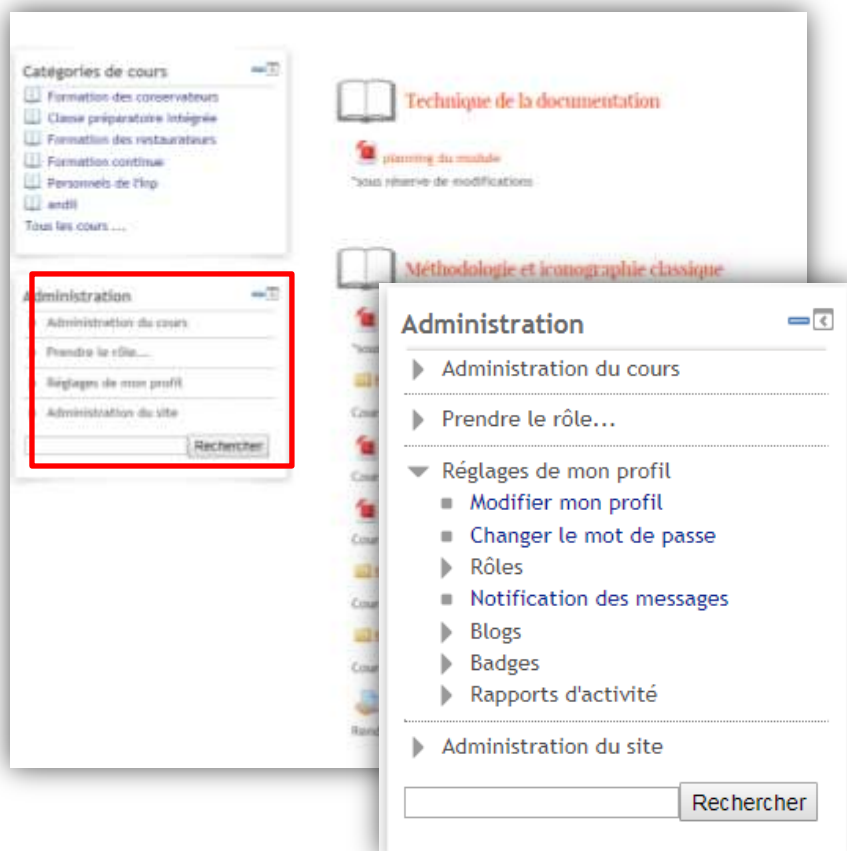 Catégories de cours
Formation des conservateurs
Classe préparatoire intégrée
Formation des restaurateurs
Formation continue
Personnels de l'Inp
andil
Tous les cours ...
Administration
Administration du cours
Prendre le rôle...
Réglages de mon profil
Administration du site
Rechercher
Technique de la documentation
planning du module
*sous réserve de modifications
Méthodologie et iconographie classique
Administration
Administration du cours
Prendre le rôle...
Réglages de mon profil
Modifier mon profil
Changer le mot de passe
Rôles
Notification des messages
Blogs
Badges
Rapports d'activité
Administration du site
Rechercher